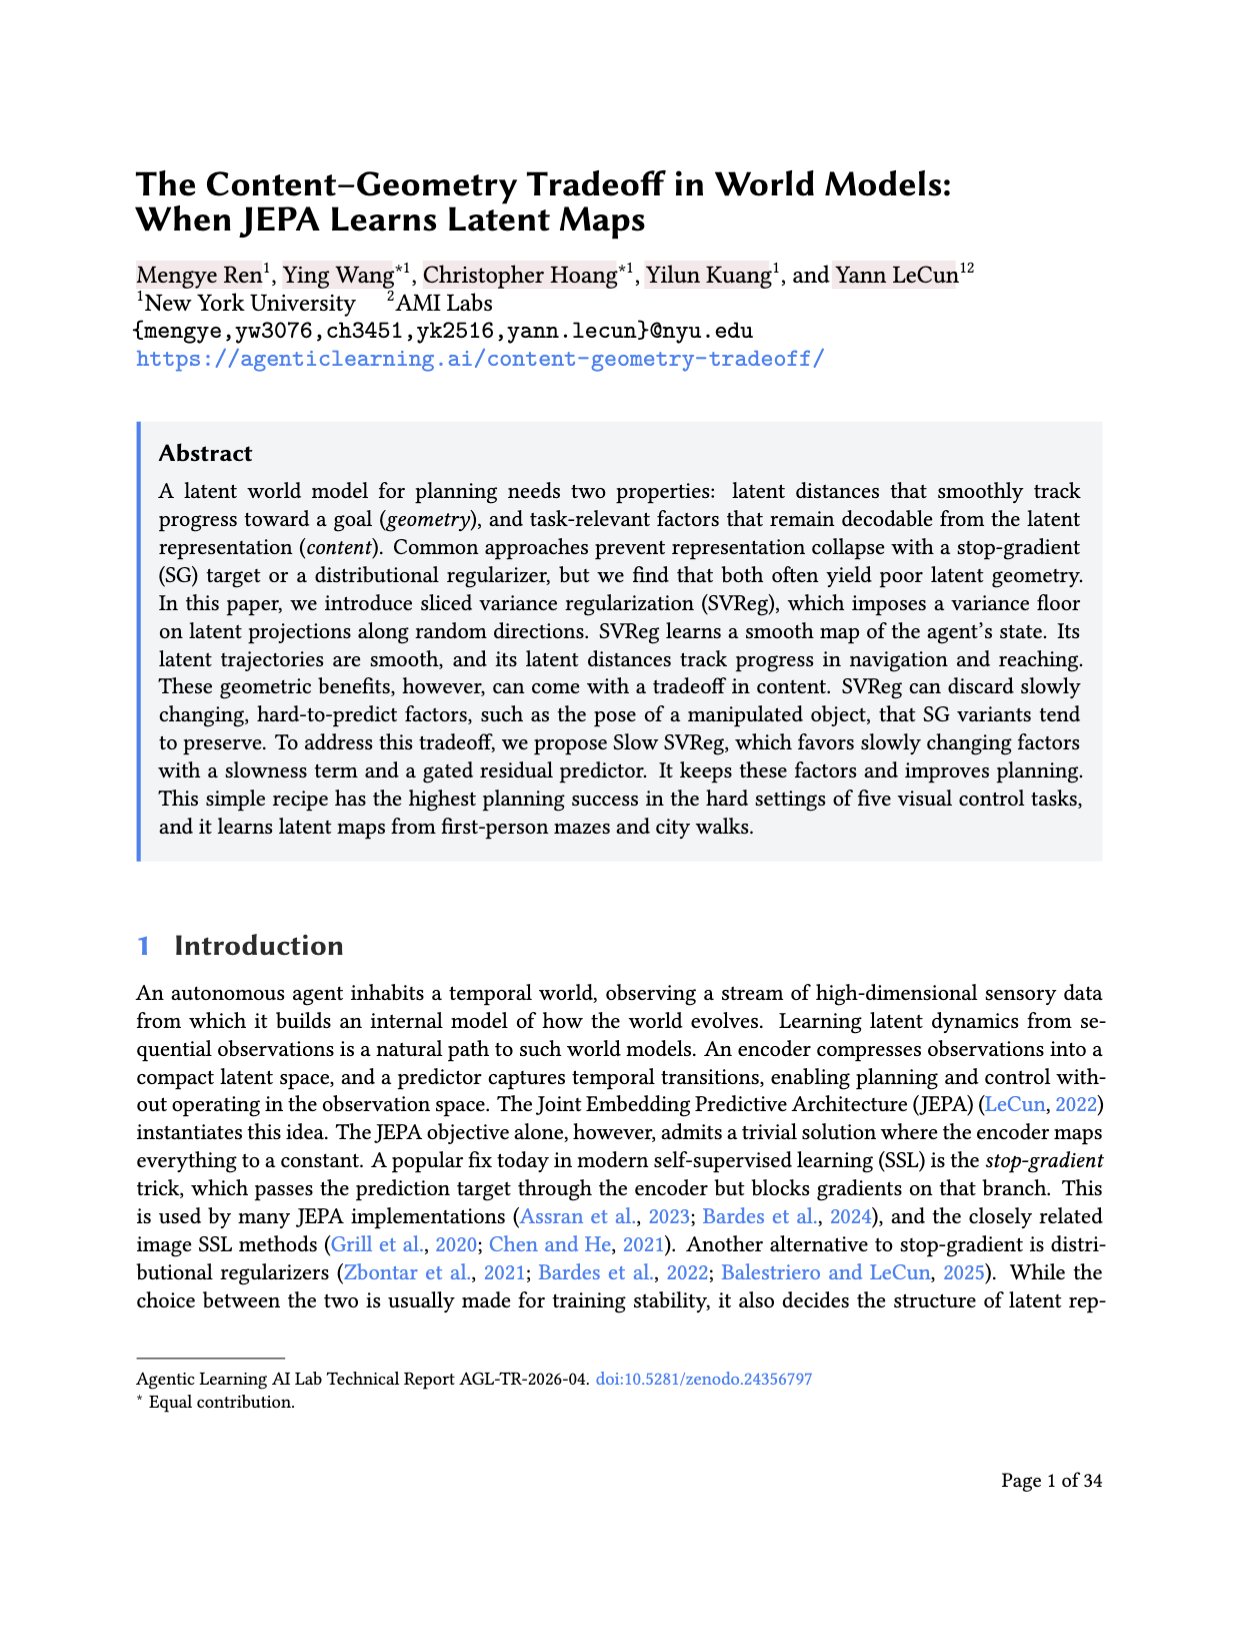 The Content–Geometry Tradeoff in World Models:
When JEPA Learns Latent Maps
Mengye Ren¹, Ying Wang*¹, Christopher Hoang*¹, Yilun Kuang¹, and Yann LeCun¹²
¹New York University ²AMI Labs
{mengye,yw3076,ch3451,yk2516,yann.lecun}@nyu.edu
https://agenticlearning.ai/content-geometry-tradeoff/
Abstract
A latent world model for planning needs two properties: latent distances that smoothly track
progress toward a goal (geometry), and task-relevant factors that remain decodable from the latent
representation (content). Common approaches prevent representation collapse with a stop-gradient
(SG) target or a distributional regularizer, but we find that both often yield poor latent geometry.
In this paper, we introduce sliced variance regularization (SVReg), which imposes a variance floor
on latent projections along random directions. SVReg learns a smooth map of the agent's state. Its
latent trajectories are smooth, and its latent distances track progress in navigation and reaching.
These geometric benefits, however, can come with a tradeoff in content. SVReg can discard slowly
changing, hard-to-predict factors, such as the pose of a manipulated object, that SG variants tend
to preserve. To address this tradeoff, we propose Slow SVReg, which favors slowly changing factors
with a slowness term and a gated residual predictor. It keeps these factors and improves planning.
This simple recipe has the highest planning success in the hard settings of five visual control tasks,
and it learns latent maps from first-person mazes and city walks.
1 Introduction
An autonomous agent inhabits a temporal world, observing a stream of high-dimensional sensory data
from which it builds an internal model of how the world evolves. Learning latent dynamics from se-
quential observations is a natural path to such world models. An encoder compresses observations into a
compact latent space, and a predictor captures temporal transitions, enabling planning and control with-
out operating in the observation space. The Joint Embedding Predictive Architecture (JEPA) (LeCun, 2022)
instantiates this idea. The JEPA objective alone, however, admits a trivial solution where the encoder maps
everything to a constant. A popular fix today in modern self-supervised learning (SSL) is the stop-gradient
trick, which passes the prediction target through the encoder but blocks gradients on that branch. This
is used by many JEPA implementations (Assran et al., 2023; Bardes et al., 2024), and the closely related
image SSL methods (Grill et al., 2020; Chen and He, 2021). Another alternative to stop-gradient is distri-
butional regularizers (Zbontar et al., 2021; Bardes et al., 2022; Balestriero and LeCun, 2025). While the
choice between the two is usually made for training stability, it also decides the structure of latent rep-
Agentic Learning AI Lab Technical Report AGL-TR-2026-04. doi:10.5281/zenodo.24356797
* Equal contribution.
Page 1 of 34